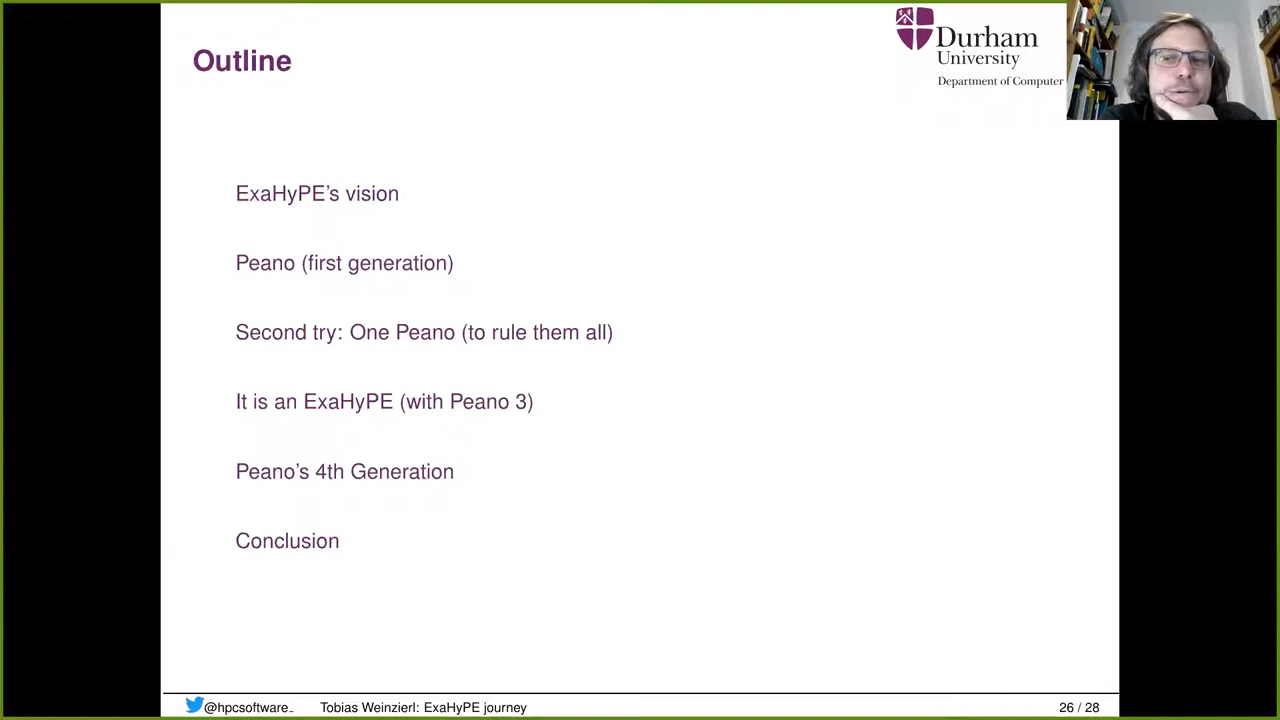 Outline
Durham
University
Department of Computer
ExaHyPE's vision
Peano (first generation)
Second try: One Peano (to rule them all)
It is an ExaHyPE (with Peano 3)
Peano's 4th Generation
Conclusion
@hpcsoftware_ Tobias Weinzierl: ExaHyPE journey 26 / 28